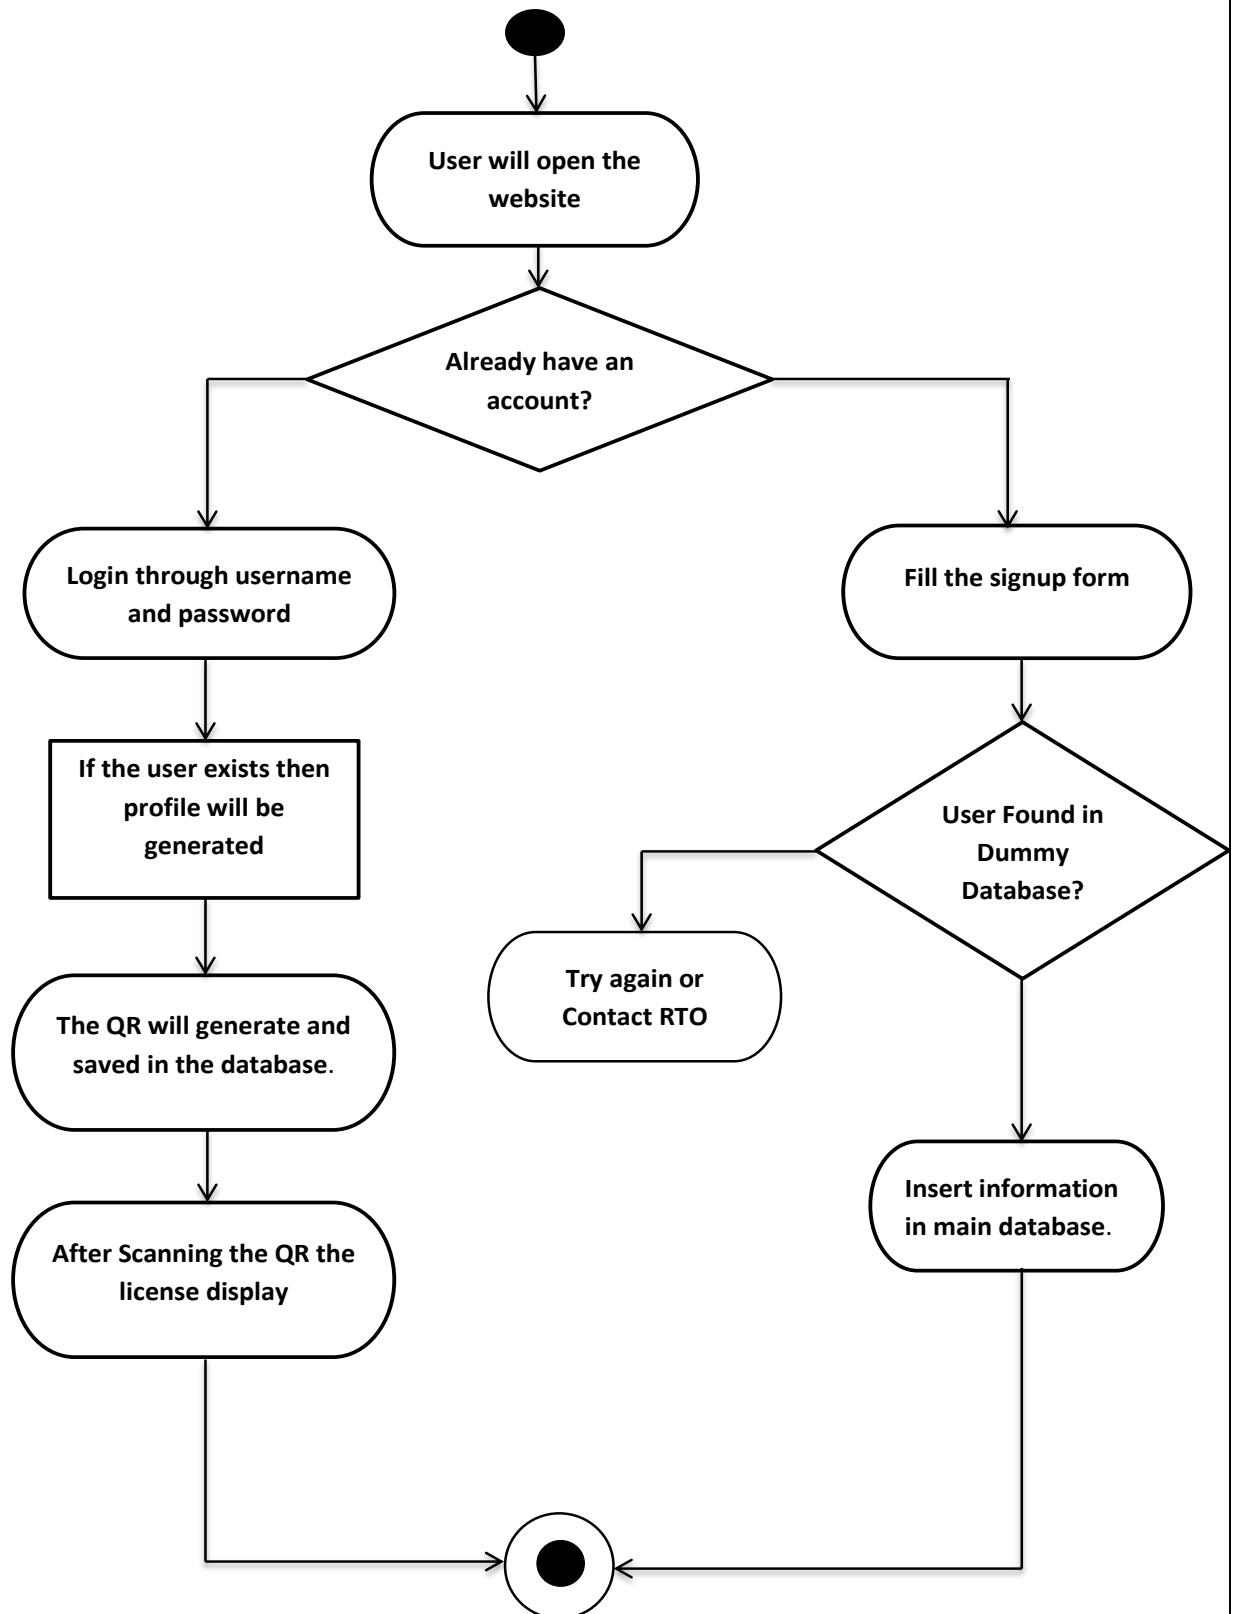 User will open the
website
Already have an
account?
Login through username
and password
Fill the signup form
If the user exists then
profile will be
generated
User Found in
Dummy
Database?
Try again or
Contact RTO
The QR will generate and
saved in the database.
Insert information
in main database.
After Scanning the QR the
license display